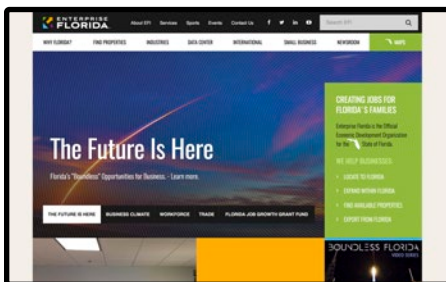 ENTERPRISE
FLORIDA
About EFI Services Sports Events Contact Us
Search EFI
WHY FLORIDA? FIND PROPERTIES INDUSTRIES DATA CENTER INTERNATIONAL SMALL BUSINESS NEWSROOM MAPS
The Future Is Here
Florida's "Boundless" Opportunities for Business. - Learn more.
THE FUTURE IS HERE BUSINESS CLIMATE WORKFORCE TRADE FLORIDA JOB GROWTH GRANT FUND
CREATING JOBS FOR
FLORIDA'S FAMILIES
Enterprise Florida is the Official
Economic Development Organization
for the State of Florida.
WE HELP BUSINESSES
LOCATE TO FLORIDA
EXPAND WITHIN FLORIDA
FIND AVAILABLE PROPERTIES
EXPORT FROM FLORIDA
BOUNDLESS FLORIDA
VIDEO SERIES